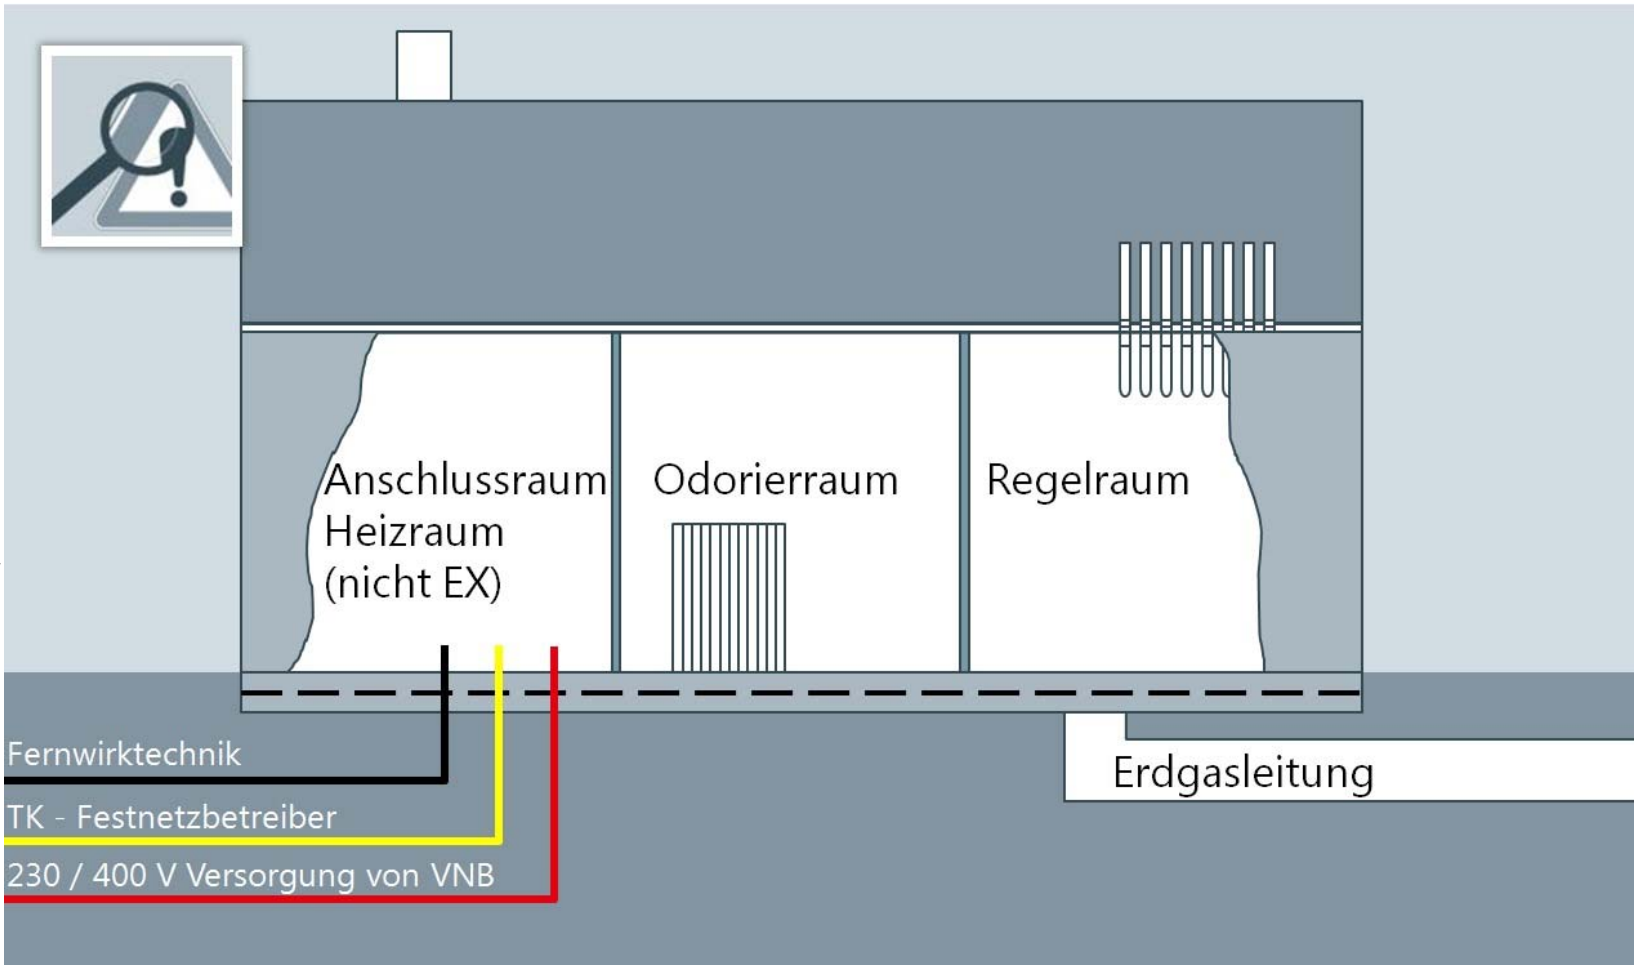 Anschlussraum
Heizraum
(nicht EX)
Odorierraum
Regelraum
Fernwirktechnik
TK - Festnetzbetreiber
230 / 400 V Versorgung von VNB
Erdgasleitung